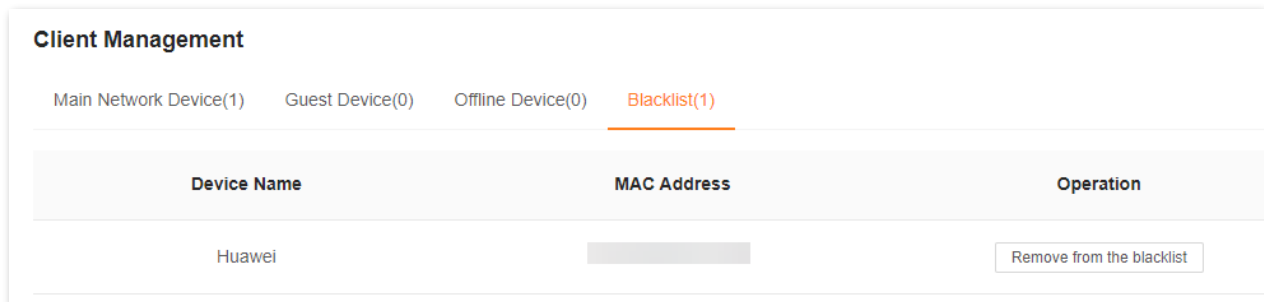 Client Management
Main Network Device(1) Guest Device(0) Offline Device(0) Blacklist(1)
Device Name MAC Address Operation
Huawei Remove from the blacklist